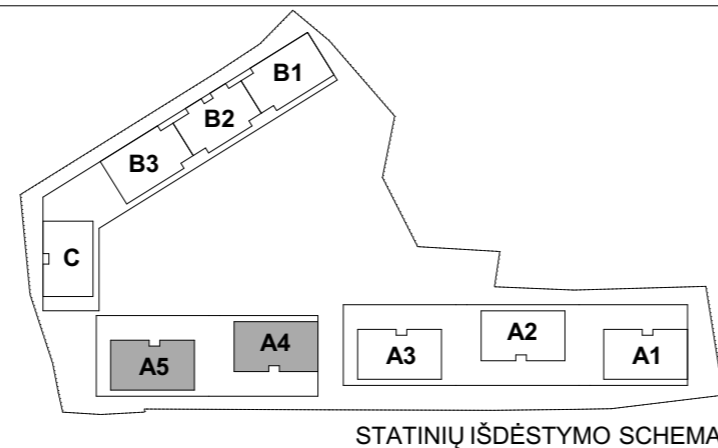 B1
B2
B3
C
A2
A4
A3
A1
A5
STATINIŲ IŠDĖSTYMO SCHEMA